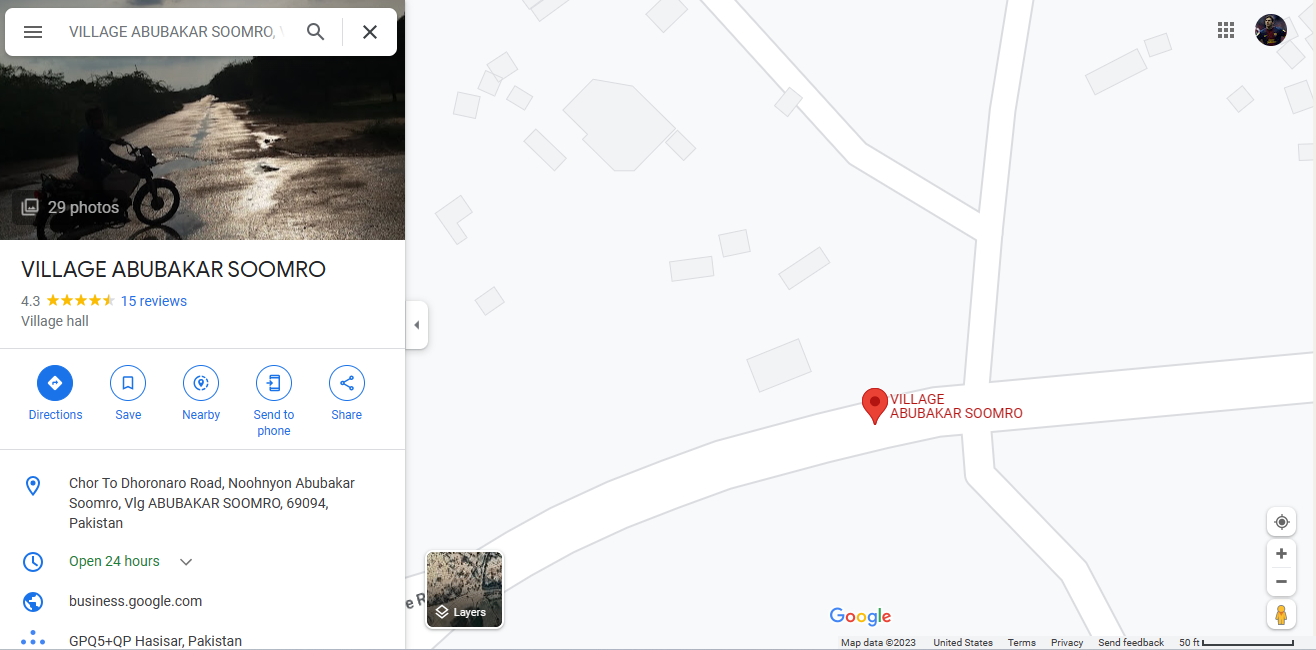 VILLAGE ABUBAKAR SOOMRO,
29 photos
VILLAGE ABUBAKAR SOOMRO
4.3 15 reviews
Village hall
Directions
Save
Nearby
Send to
phone
Share
Chor To Dhoronaro Road, Noohnyon Abubakar
Soomro, Vlg ABUBAKAR SOOMRO, 69094,
Pakistan
Open 24 hours
business.google.com
GPQ5+QP Hasisar, Pakistan
VILLAGE
ABUBAKAR SOOMRO
Layers
Google
Map data ©2023 United States Terms Privacy Send feedback 50 ft